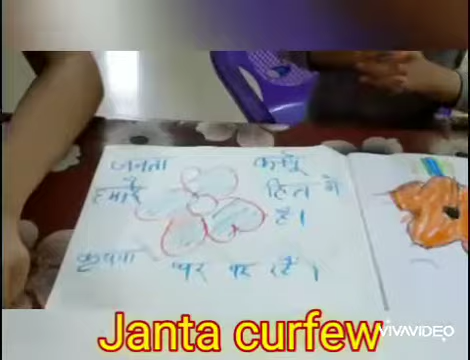 जनता कर्फ्यू
हमारे हित में
है।
कृपया घर पर रहें।
Janta curfew
VIVAVIDEO